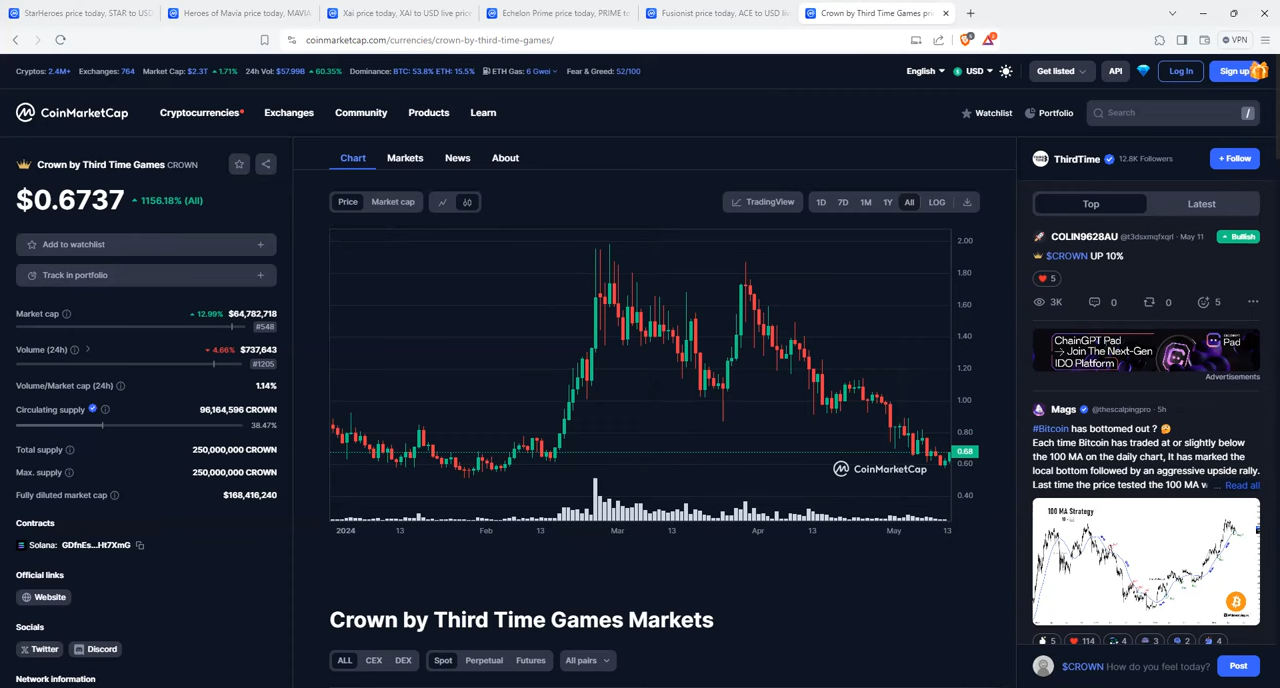 StarHeroes price today, STAR to USD
Heroes of Mavia price today, MAVIA
Xai price today, XAI to USD live price
Echelon Prime price today, PRIME to
Fusionist price today, ACE to USD live
Crown by Third Time Games pri
coinmarketcap.com/currencies/crown-by-third-time-games/
VPN
Cryptos: 2.4M+ Exchanges: 764 Market Cap: $2.3T 1.71% 24h Vol: $57.99B 60.35% Dominance: BTC: 53.8% ETH: 15.5% ETH Gas: 6 Gwei Fear & Greed: 52/100
English USD Get listed API Log In Sign up
CoinMarketCap
Cryptocurrencies Exchanges Community Products Learn
Watchlist Portfolio Search /
Crown by Third Time Games CROWN
$0.6737 1156.18% (All)
Add to watchlist +
Track in portfolio +
Market cap 12.99% $64,782,718
#548
Volume (24h) 4.66% $737,643
#1205
Volume/Market cap (24h) 1.14%
Circulating supply 96,164,596 CROWN
38.47%
Total supply 250,000,000 CROWN
Max. supply 250,000,000 CROWN
Fully diluted market cap $168,416,240
Contracts
Solana: GDfnEs...Ht7XmG
Official links
Website
Socials
Twitter Discord
Network information
Chart Markets News About
Price Market cap
TradingView 1D 7D 1M 1Y All LOG
2.00
1.80
1.60
1.40
1.20
1.00
0.80
0.68
0.60
0.40
CoinMarketCap
2024 13 Feb 13 Mar 13 Apr 13 May 13
Crown by Third Time Games Markets
ALL CEX DEX Spot Perpetual Futures All pairs
ThirdTime 12.8K Followers + Follow
Top Latest
COLIN9628AU @t3dsxmqfxqrl · May 11 Bullish
$CROWN UP 10%
5
3K 0 0 5
ChainGPT Pad
→ Join The Next-Gen
IDO Platform
Pad
Advertisements
Mags @thescalpingpro · 5h
#Bitcoin has bottomed out ?
Each time Bitcoin has traded at or slightly below
the 100 MA on the daily chart, It has marked the
local bottom followed by an aggressive upside rally.
Last time the price tested the 100 MA w ... Read all
100 MA Strategy
5 114 4 3 2 4
$CROWN How do you feel today? Post